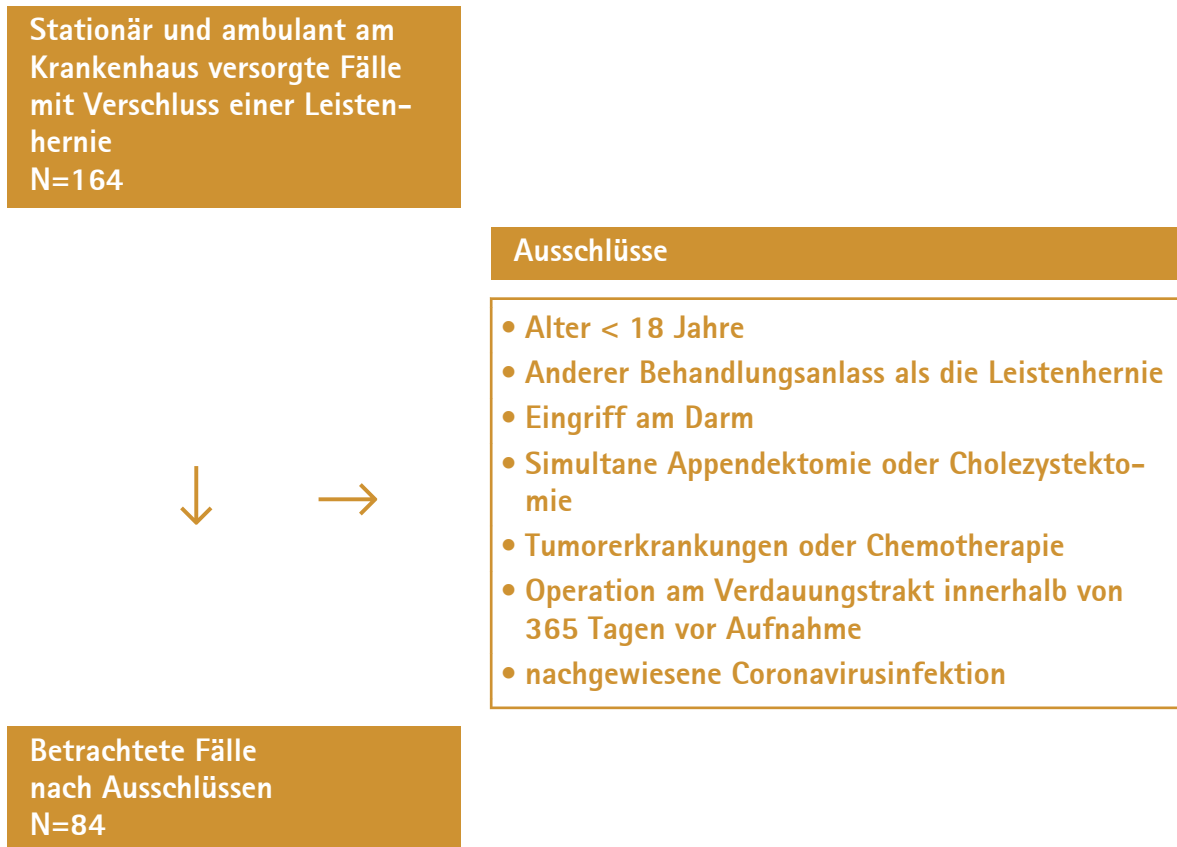 Stationär und ambulant am
Krankenhaus versorgte Fälle
mit Verschluss einer Leisten-
hernie
N=164
Ausschlüsse
• Alter < 18 Jahre
• Anderer Behandlungsanlass als die Leistenhernie
• Eingriff am Darm
• Simultane Appendektomie oder Cholezystekto-
mie
• Tumorerkrankungen oder Chemotherapie
• Operation am Verdauungstrakt innerhalb von
365 Tagen vor Aufnahme
• nachgewiesene Coronavirusinfektion
Betrachtete Fälle
nach Ausschlüssen
N=84